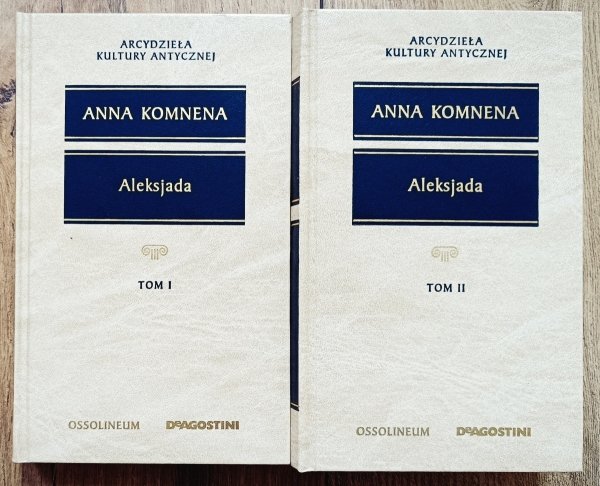 ARCYDZIEŁA
KULTURY ANTYCZNEJ
ANNA KOMNENA
Aleksjada
TOM I
OSSOLINEUM DeAGOSTINI
ARCYDZIEŁA
KULTURY ANTYCZNEJ
ANNA KOMNENA
Aleksjada
TOM II
OSSOLINEUM DeAGOSTINI